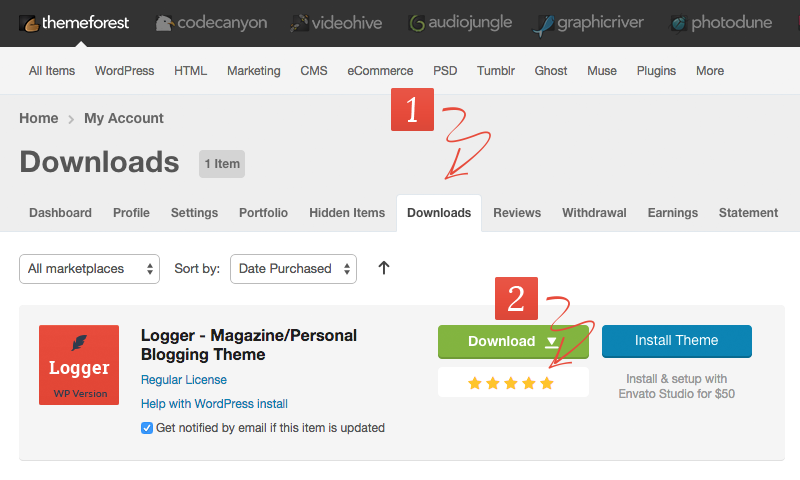 themeforest codecanyon videohive audiojungle graphicriver photodune
All Items WordPress HTML Marketing CMS eCommerce PSD Tumblr Ghost Muse Plugins More
1
Home > My Account
Downloads 1 Item
Dashboard Profile Settings Portfolio Hidden Items Downloads Reviews Withdrawal Earnings Statement
All marketplaces Sort by: Date Purchased
2
Logger - Magazine/Personal
Blogging Theme
Download Install Theme
Logger
WP Version
Regular License
Install & setup with
Envato Studio for $50
Help with WordPress install
Get notified by email if this item is updated